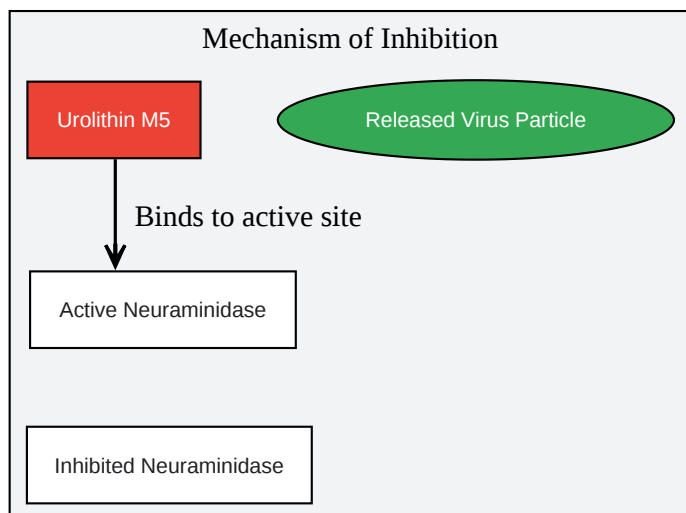 Mechanism of Inhibition
Urolithin M5
Released Virus Particle
Binds to active site
Active Neuraminidase
Inhibited Neuraminidase